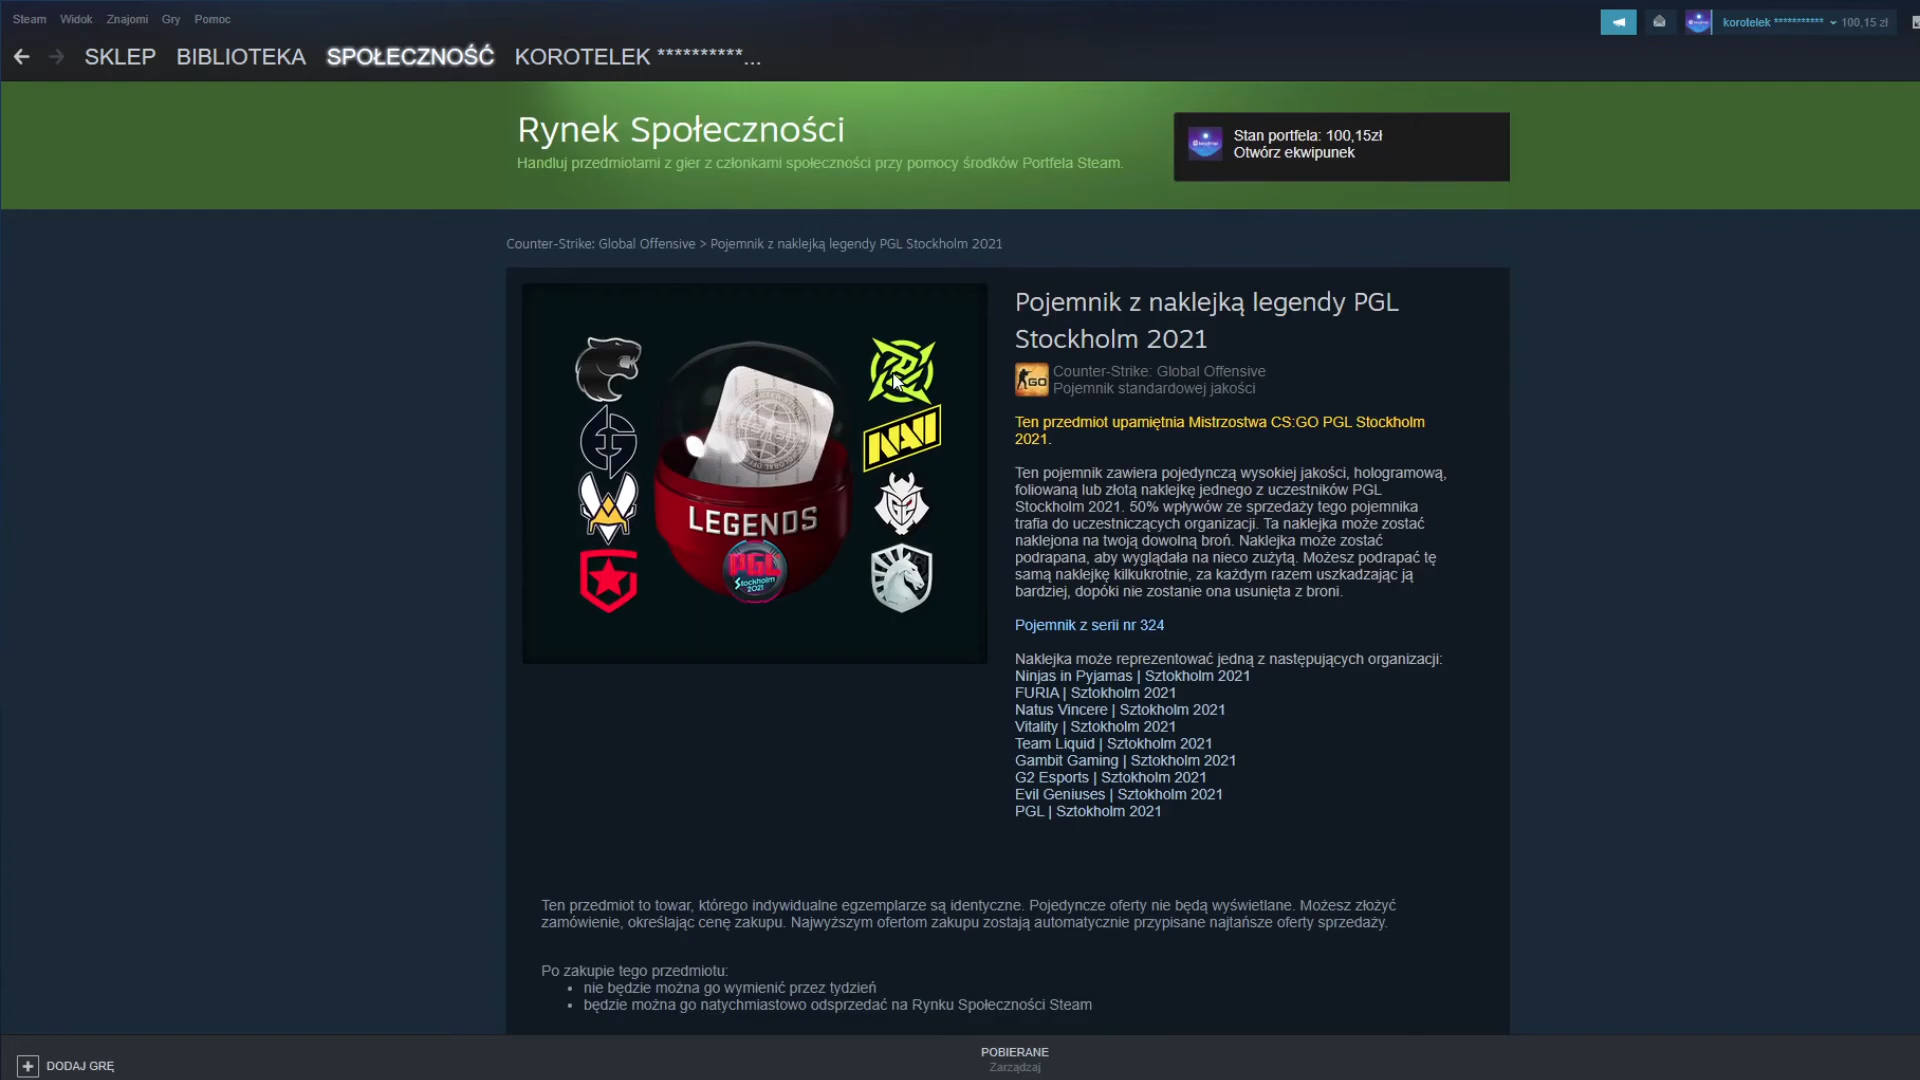 Steam Widok Znajomi Gry Pomoc
korotelek *********** 100,15 zł
SKLEP BIBLIOTEKA SPOŁECZNOŚĆ KOROTELEK **********...
Rynek Społeczności
Handluj przedmiotami z gier z członkami społeczności przy pomocy środków Portfela Steam.
Stan portfela: 100,15zł
Otwórz ekwipunek
Counter-Strike: Global Offensive > Pojemnik z naklejką legendy PGL Stockholm 2021
NAVI
LEGENDS
PGL
Stockholm
2021
Pojemnik z naklejką legendy PGL
Stockholm 2021
GO
Counter-Strike: Global Offensive
Pojemnik standardowej jakości
Ten przedmiot upamiętnia Mistrzostwa CS:GO PGL Stockholm
2021.
Ten pojemnik zawiera pojedynczą wysokiej jakości, hologramową,
foliowaną lub złotą naklejkę jednego z uczestników PGL
Stockholm 2021. 50% wpływów ze sprzedaży tego pojemnika
trafia do uczestniczących organizacji. Ta naklejka może zostać
naklejona na twoją dowolną broń. Naklejka może zostać
podrapana, aby wyglądała na nieco zużytą. Możesz podrapać tę
samą naklejkę kilkukrotnie, za każdym razem uszkadzając ją
bardziej, dopóki nie zostanie ona usunięta z broni.
Pojemnik z serii nr 324
Naklejka może reprezentować jedną z następujących organizacji:
Ninjas in Pyjamas | Sztokholm 2021
FURIA | Sztokholm 2021
Natus Vincere | Sztokholm 2021
Vitality | Sztokholm 2021
Team Liquid | Sztokholm 2021
Gambit Gaming | Sztokholm 2021
G2 Esports | Sztokholm 2021
Evil Geniuses | Sztokholm 2021
PGL | Sztokholm 2021
Ten przedmiot to towar, którego indywidualne egzemplarze są identyczne. Pojedyncze oferty nie będą wyświetlane. Możesz złożyć
zamówienie, określając cenę zakupu. Najwyższym ofertom zakupu zostają automatycznie przypisane najtańsze oferty sprzedaży.
Po zakupie tego przedmiotu:
• nie będzie można go wymienić przez tydzień
• będzie można go natychmiastowo odsprzedać na Rynku Społeczności Steam
DODAJ GRĘ
POBIERANE
Zarządzaj